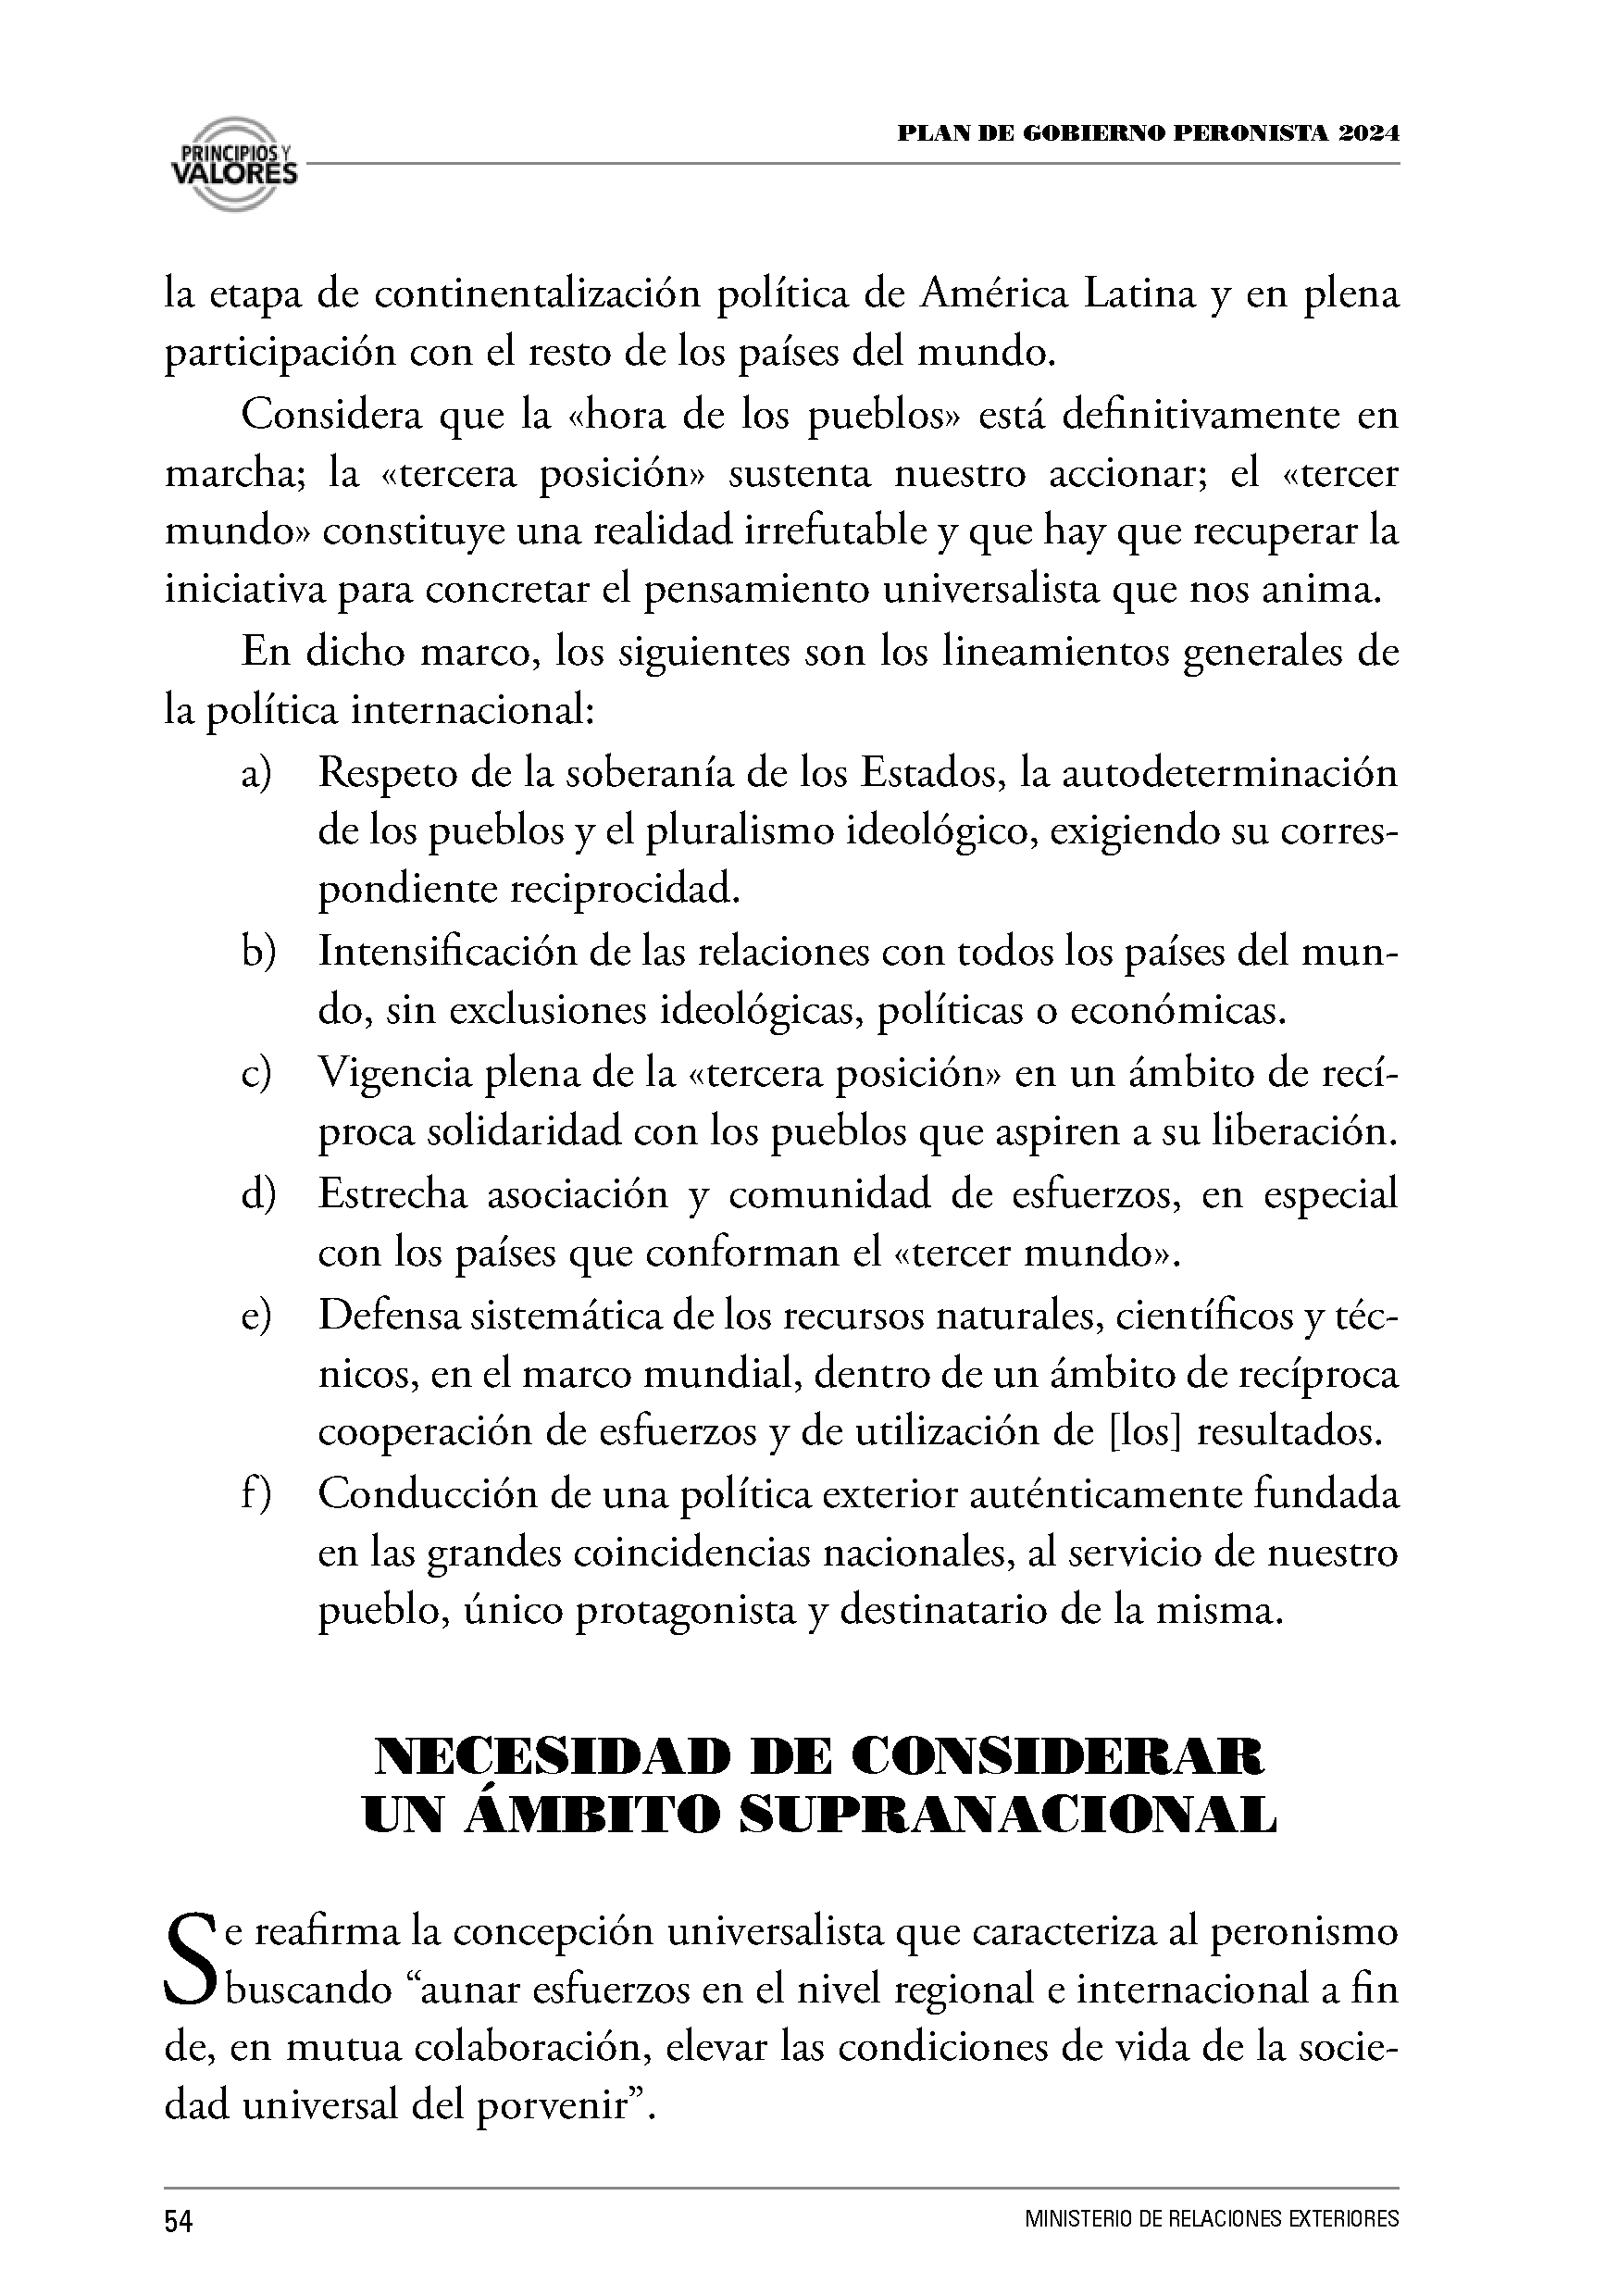 PRINCIPIOS Y
VALORES
PLAN DE GOBIERNO PERONISTA 2024
la etapa de continentalización política de América Latina y en plena
participación con el resto de los países del mundo.
Considera que la «hora de los pueblos» está definitivamente en
marcha; la «tercera posición» sustenta nuestro accionar; el «tercer
mundo» constituye una realidad irrefutable y que hay que recuperar la
iniciativa para concretar el pensamiento universalista que nos anima.
En dicho marco, los siguientes son los lineamientos generales de
la política internacional:
a) Respeto de la soberanía de los Estados, la autodeterminación
de los pueblos y el pluralismo ideológico, exigiendo su corres-
pondiente reciprocidad.
b) Intensificación de las relaciones con todos los países del mun-
do, sin exclusiones ideológicas, políticas o económicas.
c) Vigencia plena de la «tercera posición» en un ámbito de recí-
proca solidaridad con los pueblos que aspiren a su liberación.
d) Estrecha asociación y comunidad de esfuerzos, en especial
con los países que conforman el «tercer mundo».
e) Defensa sistemática de los recursos naturales, científicos y téc-
nicos, en el marco mundial, dentro de un ámbito de recíproca
cooperación de esfuerzos y de utilización de [los] resultados.
f) Conducción de una política exterior auténticamente fundada
en las grandes coincidencias nacionales, al servicio de nuestro
pueblo, único protagonista y destinatario de la misma.
NECESIDAD DE CONSIDERAR
UN ÁMBITO SUPRANACIONAL
Se reafirma la concepción universalista que caracteriza al peronismo
buscando “aunar esfuerzos en el nivel regional e internacional a fin
de, en mutua colaboración, elevar las condiciones de vida de la socie-
dad universal del porvenir”.
54
MINISTERIO DE RELACIONES EXTERIORES